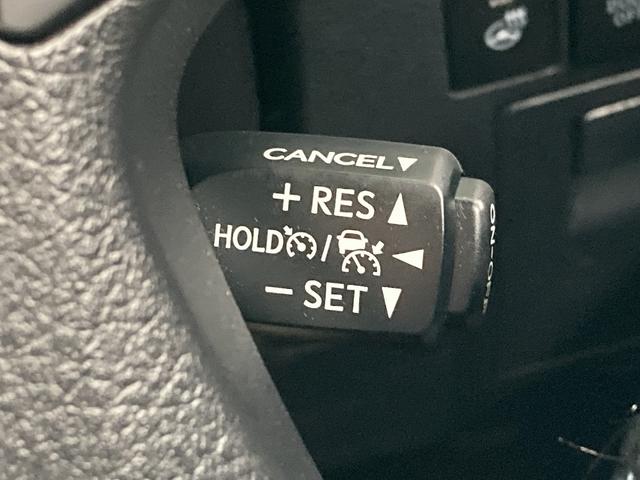 CANCEL▼
+ RES ▲
HOLD / ◀
− SET ▼
ON-OFF